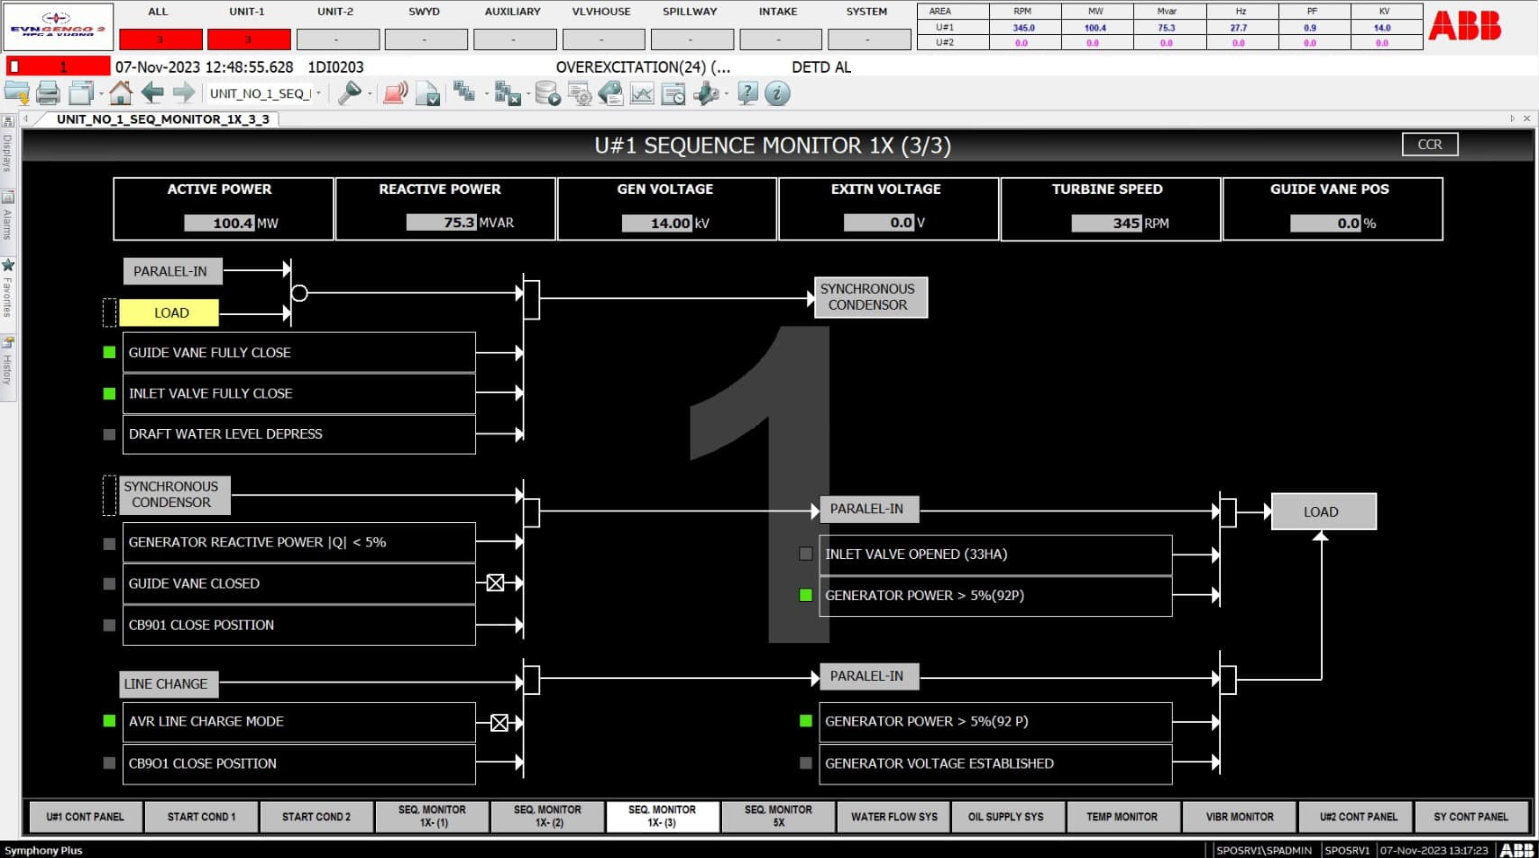 ALL UNIT-1 UNIT-2 SWYD AUXILIARY VLVHOUSE SPILLWAY INTAKE SYSTEM
3 3 - - - - - - -
AREA RPM MW Mvar Hz PF KV
U#1 345.0 100.4 75.3 27.7 0.9 14.0
U#2 0.0 0.0 0.0 0.0 0.0 0.0
ABB
EVNGENCO 2
HPC A VUONG
1 07-Nov-2023 12:48:55.628 1DI0203 OVEREXCITATION(24) (... DETD AL
UNIT_NO_1_SEQ_I
UNIT_NO_1_SEQ_MONITOR_1X_3_3
Displays
Alarms
Favorites
History
U#1 SEQUENCE MONITOR 1X (3/3)
CCR
ACTIVE POWER REACTIVE POWER GEN VOLTAGE EXITN VOLTAGE TURBINE SPEED GUIDE VANE POS
100.4 MW 75.3 MVAR 14.00 kV 0.0 V 345 RPM 0.0 %
PARALEL-IN
LOAD
GUIDE VANE FULLY CLOSE
INLET VALVE FULLY CLOSE
DRAFT WATER LEVEL DEPRESS
SYNCHRONOUS
CONDENSOR
1
SYNCHRONOUS
CONDENSOR
GENERATOR REACTIVE POWER |Q| < 5%
GUIDE VANE CLOSED
CB901 CLOSE POSITION
PARALEL-IN
INLET VALVE OPENED (33HA)
GENERATOR POWER > 5%(92P)
LOAD
LINE CHANGE
AVR LINE CHARGE MODE
CB9O1 CLOSE POSITION
PARALEL-IN
GENERATOR POWER > 5%(92 P)
GENERATOR VOLTAGE ESTABLISHED
U#1 CONT PANEL
START COND 1
START COND 2
SEQ. MONITOR
1X- (1)
SEQ. MONITOR
1X- (2)
SEQ. MONITOR
1X- (3)
SEQ. MONITOR
5X
WATER FLOW SYS
OIL SUPPLY SYS
TEMP MONITOR
VIBR MONITOR
U#2 CONT PANEL
SY CONT PANEL
Symphony Plus
SPOSRV1\SPADMIN SPOSRV1 07-Nov-2023 13:17:23 ABB